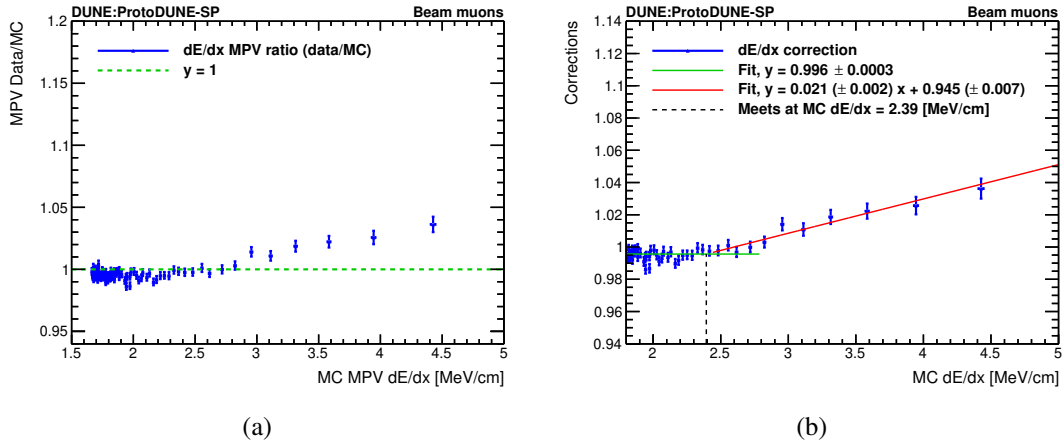 DUNE:ProtoDUNE-SP Beam muons
MPV Data/MC
1.2
1.15
1.1
1.05
1
0.95
dE/dx MPV ratio (data/MC)
y = 1
1.5 2 2.5 3 3.5 4 4.5 5
MC MPV dE/dx [MeV/cm]
(a)
DUNE:ProtoDUNE-SP Beam muons
Corrections
1.14
1.12
1.10
1.08
1.06
1.04
1.02
1.00
0.98
0.96
0.94
dE/dx correction
Fit, y = 0.996 ± 0.0003
Fit, y = 0.021 (± 0.002) x + 0.945 (± 0.007)
Meets at MC dE/dx = 2.39 [MeV/cm]
2 2.5 3 3.5 4 4.5 5
MC dE/dx [MeV/cm]
(b)